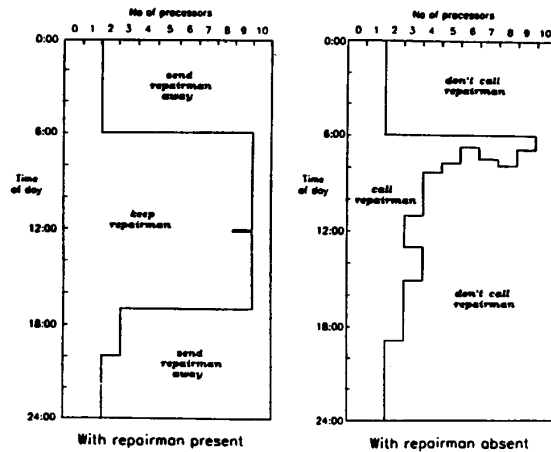 No of processors
0 1 2 3 4 5 6 7 8 9 10
0:00
send
repairman
away
6:00
Time
of day
keep
repairman
12:00
18:00
send
repairman
away
24:00
With repairman present
No of processors
0 1 2 3 4 5 6 7 8 9 10
0:00
don't call
repairman
6:00
Time
of day
call
repairman
12:00
don't call
repairman
18:00
24:00
With repairman absent